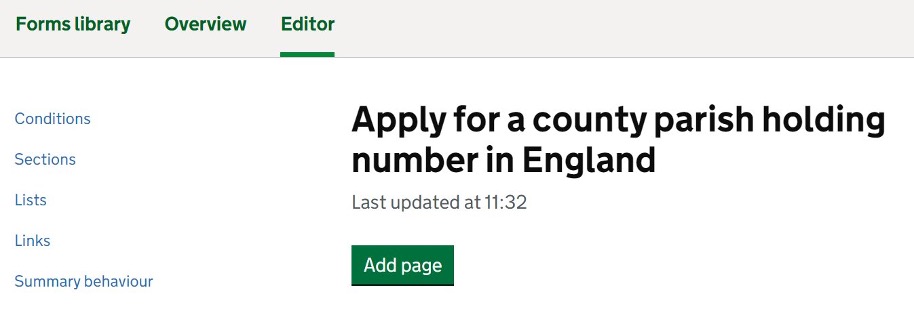 Forms library Overview Editor
Conditions
Sections
Lists
Links
Summary behaviour
Apply for a county parish holding
number in England
Last updated at 11:32
Add page